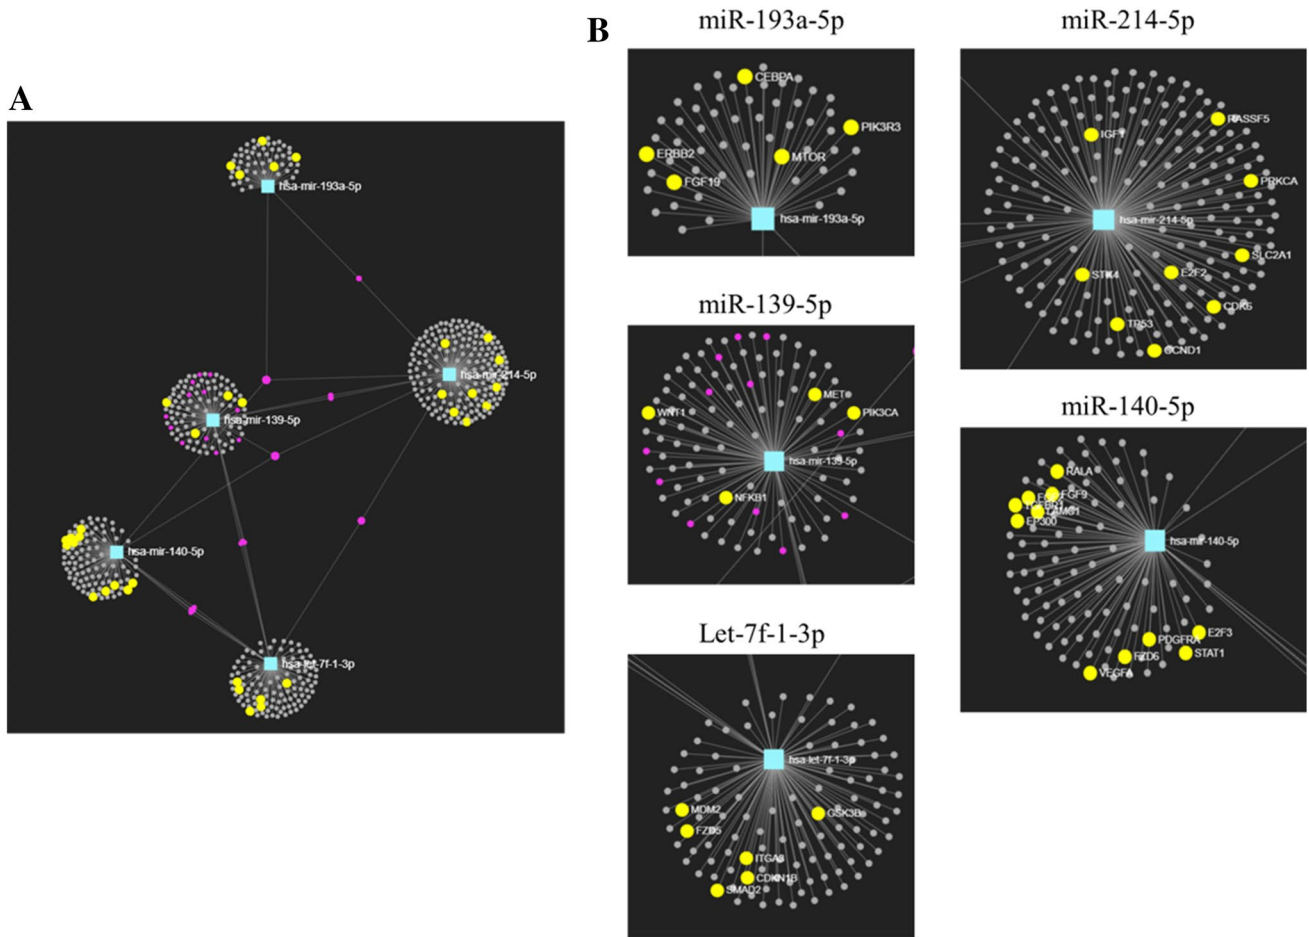 A
hsa-mir-193a-5p
hsa-mir-214-5p
hsa-mir-139-5p
hsa-mir-140-5p
hsa-let-7f-1-3p
B
miR-193a-5p
CEBPA
PIK3R3
ERBB2
MTOR
FGF19
hsa-mir-193a-5p
miR-214-5p
RASSF5
IGF1
PRKCA
hsa-mir-214-5p
SLC2A1
STK4
E2F2
CDK6
TP53
CCND1
miR-139-5p
MET
WNT1
PIK3CA
hsa-mir-139-5p
NFKB1
miR-140-5p
RALA
FGF9
LAMC1
EP300
hsa-mir-140-5p
E2F3
PDGFRA
STAT1
FZD6
VEGFA
Let-7f-1-3p
hsa-let-7f-1-3p
MDM2
GSK3B
FZD5
ITGA3
CDKN1B
SMAD2